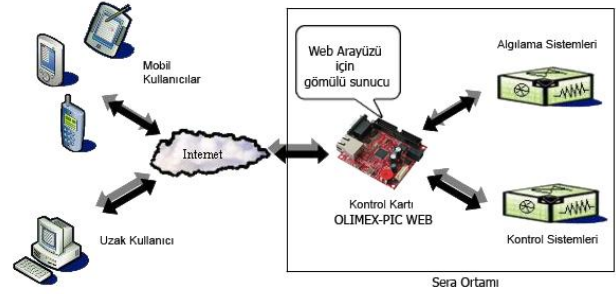 Mobil
Kullanıcılar
Uzak Kullanıcı
Internet
Web Arayüzü
için
gömülü sunucu
Kontrol Kartı
OLIMEX-PIC WEB
Algılama Sistemleri
Kontrol Sistemleri
Sera Ortamı